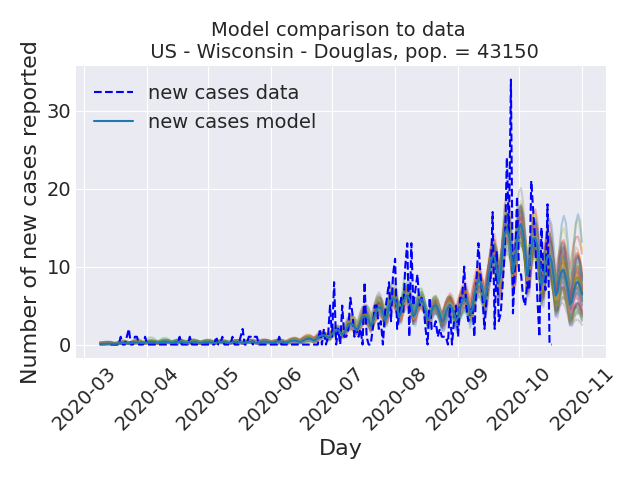 Model comparison to data
US - Wisconsin - Douglas, pop. = 43150
Number of new cases reported
new cases data
new cases model
30
20
10
0
2020-03
2020-04
2020-05
2020-06
2020-07
2020-08
2020-09
2020-10
2020-11
Day